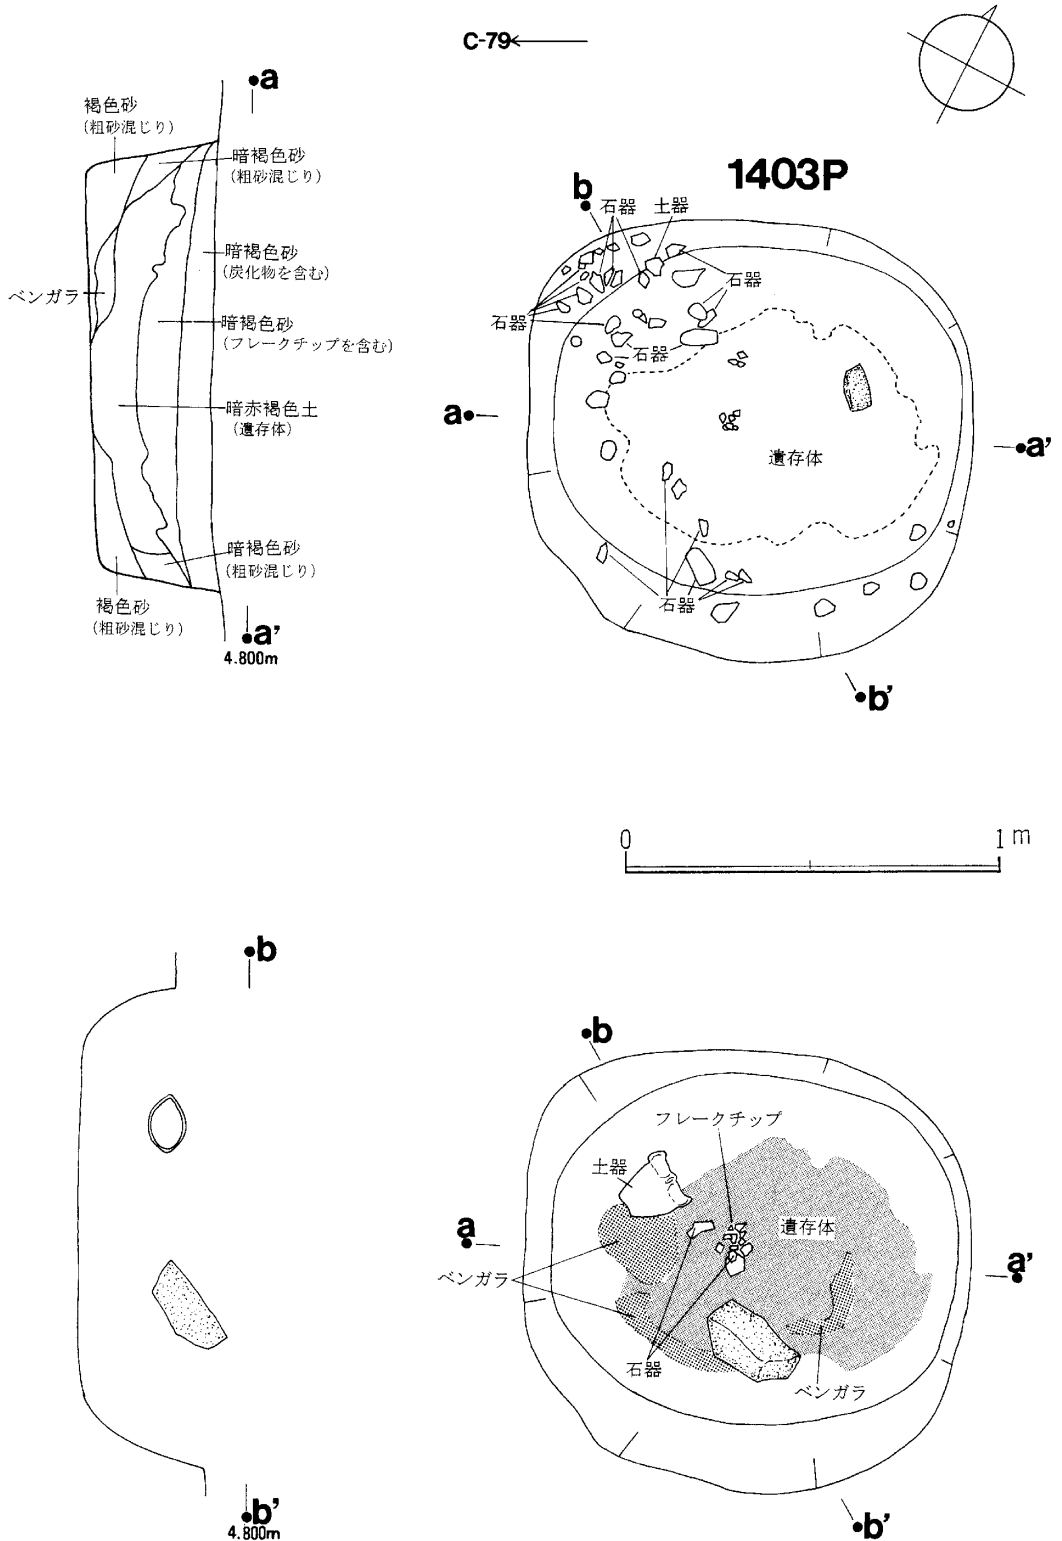 C-79
a
褐色砂
(粗砂混じり)
暗褐色砂
(粗砂混じり)
暗褐色砂
(炭化物を含む)
ベンガラ
暗褐色砂
(フレークチップを含む)
暗赤褐色土
(遺存体)
暗褐色砂
(粗砂混じり)
褐色砂
(粗砂混じり)
a’
4.800m
1403P
b
石器
土器
石器
石器
石器
a
a’
遺存体
石器
b’
0
1m
b
b’
4.800m
b
フレークチップ
土器
遺存体
a
a’
ベンガラ
石器
ベンガラ
b’